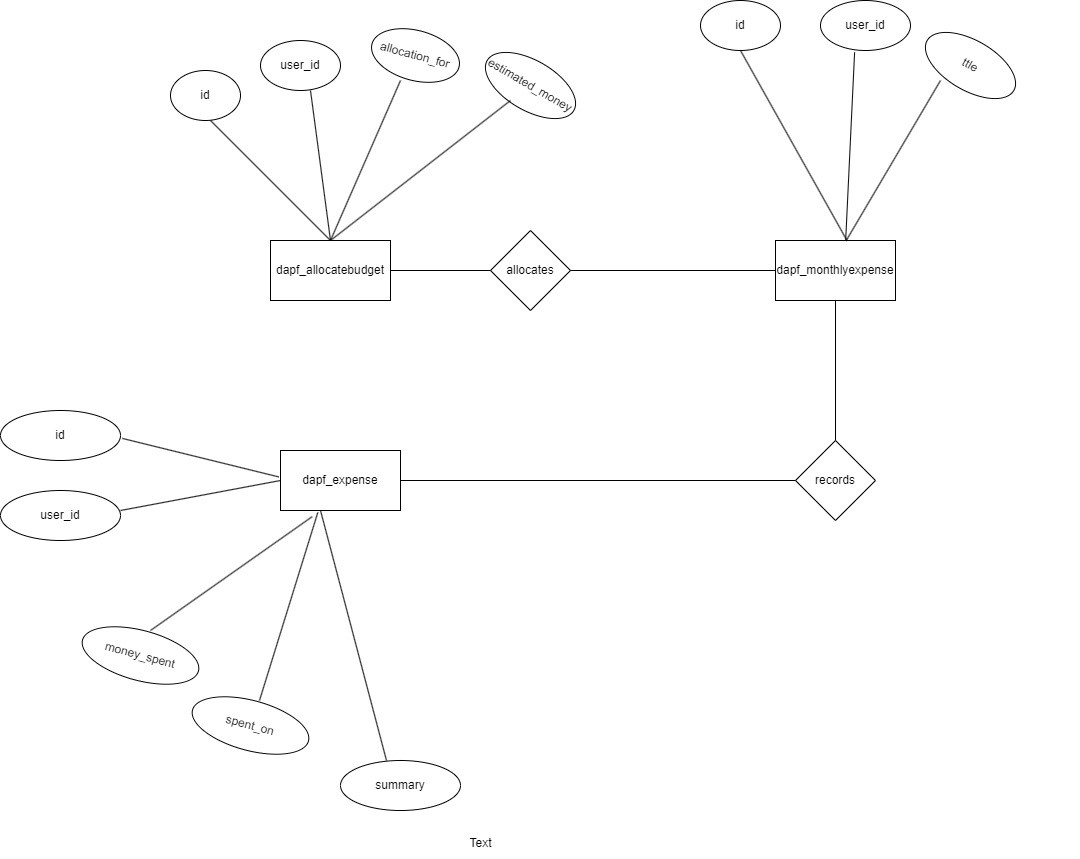 id
user_id
allocation_for
estimated_money
id
user_id
ttle
dapf_allocatebudget
allocates
dapf_monthlyexpense
id
user_id
dapf_expense
records
money_spent
spent_on
summary
Text